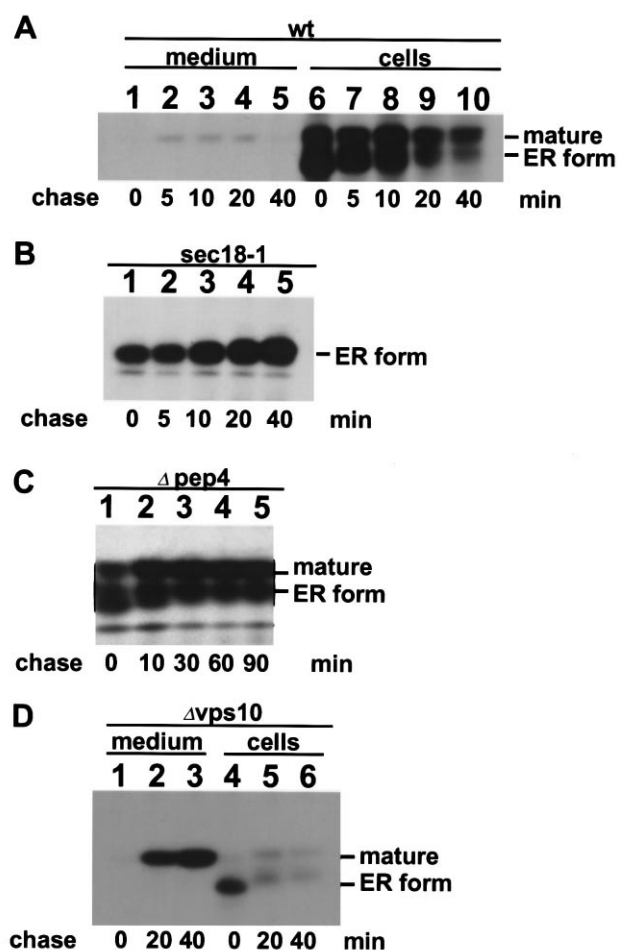 A
wt
medium cells
1 2 3 4 5 6 7 8 9 10
mature
ER form
chase 0 5 10 20 40 0 5 10 20 40 min
B
sec18-1
1 2 3 4 5
ER form
chase 0 5 10 20 40 min
C
Δpep4
1 2 3 4 5
mature
ER form
chase 0 10 30 60 90 min
D
Δvps10
medium cells
1 2 3 4 5 6
mature
ER form
chase 0 20 40 0 20 40 min